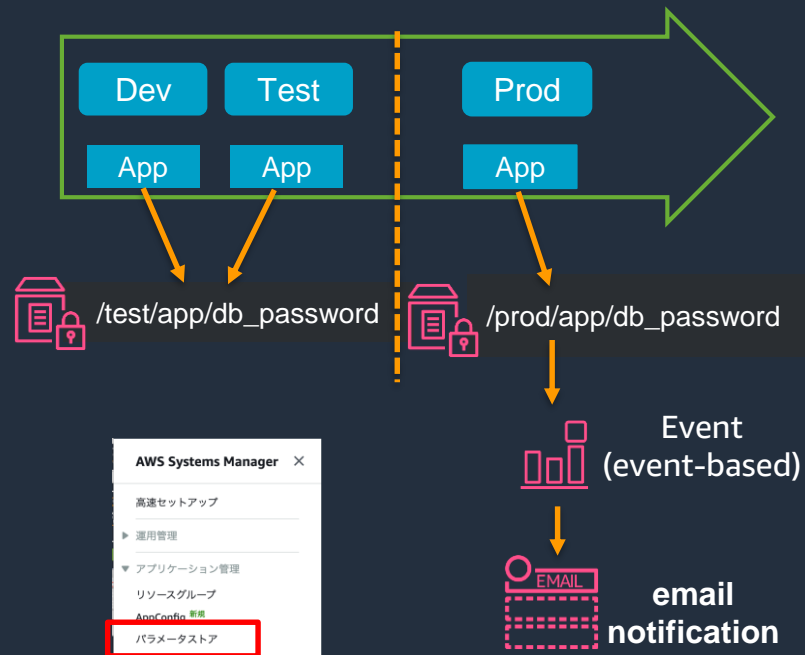 Dev
Test
Prod
App
App
App
/test/app/db_password
/prod/app/db_password
Event
(event-based)
EMAIL
email
notification
AWS Systems Manager ×
高速セットアップ
▶ 運用管理
▼ アプリケーション管理
リソースグループ
AppConfig 新規
パラメータストア